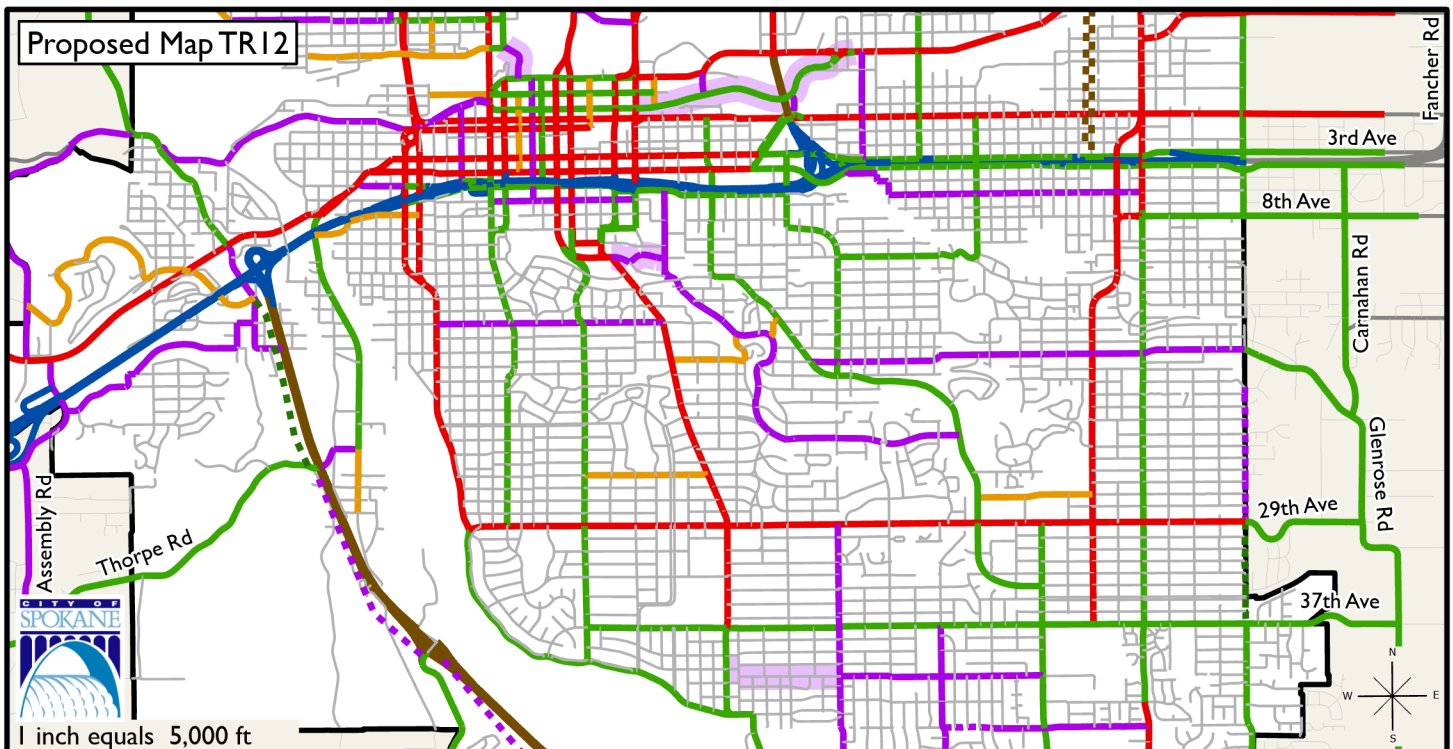 Proposed Map TR12
Fancher Rd
3rd Ave
8th Ave
Carnahan Rd
Glenrose Rd
29th Ave
Assembly Rd
Thorpe Rd
37th Ave
CITY OF
SPOKANE
N
W E
S
1 inch equals 5,000 ft